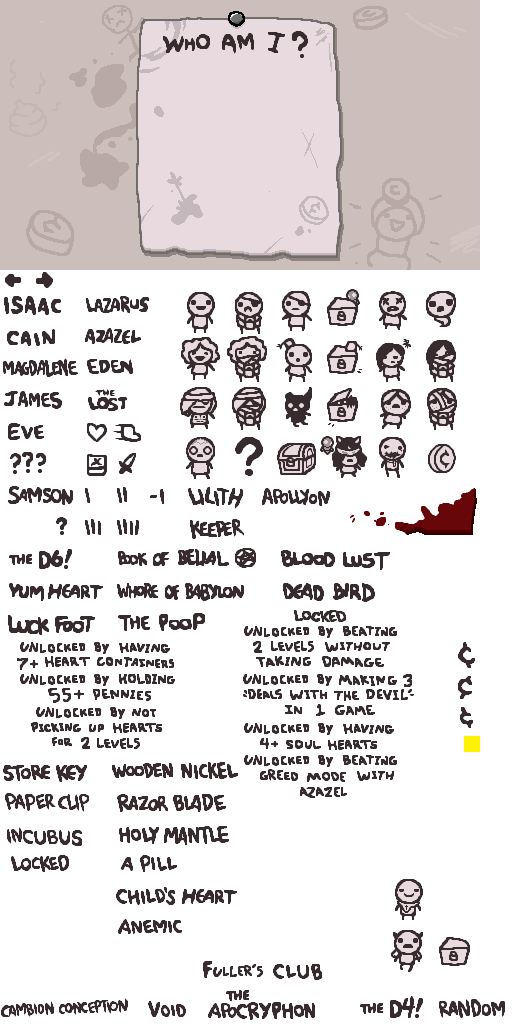 WHO AM I?
ISAAC LAZARUS
CAIN AZAZEL
MAGDALENE EDEN
JAMES THE LOST
EVE
???
?
SAMSON I II -I LILITH APOLLYON
? III IIII KEEPER
THE D6! BOOK OF BELIAL BLOOD LUST
YUM HEART WHORE OF BABYLON DEAD BIRD
LUCK FOOT THE POOP
LOCKED
UNLOCKED BY HAVING
7+ HEART CONTAINERS
UNLOCKED BY HOLDING
55+ PENNIES
UNLOCKED BY NOT
PICKING UP HEARTS
FOR 2 LEVELS
UNLOCKED BY BEATING
2 LEVELS WITHOUT
TAKING DAMAGE
UNLOCKED BY MAKING 3
"DEALS WITH THE DEVIL"
IN 1 GAME
UNLOCKED BY HAVING
4+ SOUL HEARTS
UNLOCKED BY BEATING
GREED MODE WITH
AZAZEL
¢
¢
¢
STORE KEY WOODEN NICKEL
PAPER CLIP RAZOR BLADE
INCUBUS HOLY MANTLE
LOCKED A PILL
CHILD'S HEART
ANEMIC
FULLER'S CLUB
CAMBION CONCEPTION VOID THE APOCRYPHON THE D4! RANDOM